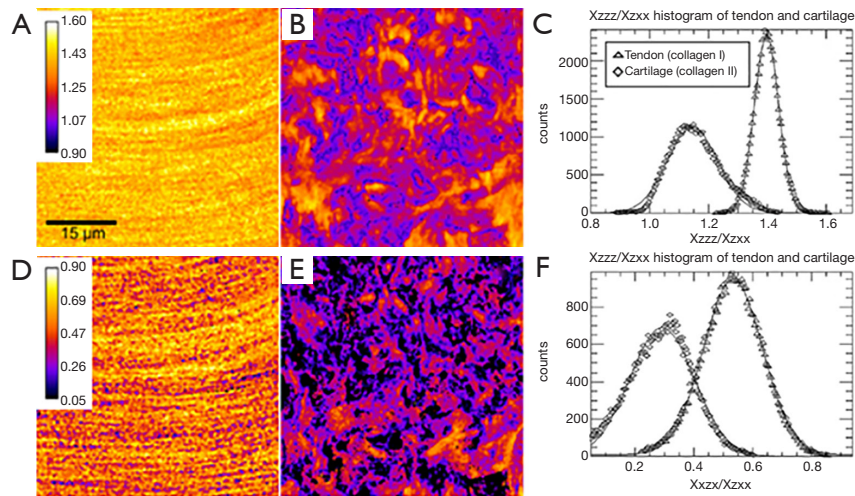 A
1.60
1.43
1.25
1.07
0.90
15 μm
B
C
Xzzz/Xzxx histogram of tendon and cartilage
Tendon (collagen I)
Cartilage (collagen II)
counts
2000
1500
1000
500
0
0.8 1.0 1.2 1.4 1.6
Xzzz/Xzxx
D
0.90
0.69
0.47
0.26
0.05
E
F
Xzzz/Xzxx histogram of tendon and cartilage
counts
800
600
400
200
0
0.2 0.4 0.6 0.8
Xxzx/Xzxx